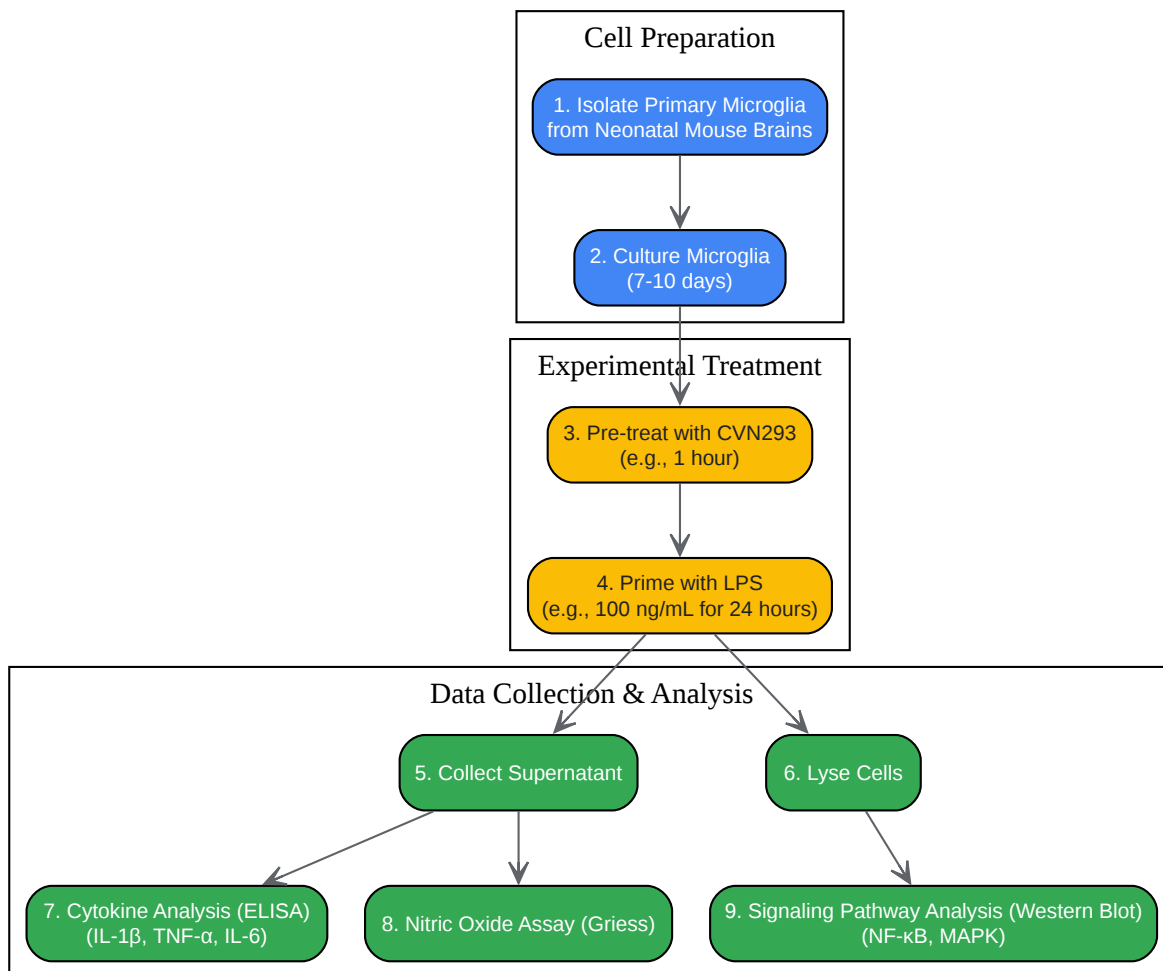 Cell Preparation
1. Isolate Primary Microglia
from Neonatal Mouse Brains
2. Culture Microglia
(7-10 days)
Experimental Treatment
3. Pre-treat with CVN293
(e.g., 1 hour)
4. Prime with LPS
(e.g., 100 ng/mL for 24 hours)
Data Collection & Analysis
5. Collect Supernatant
6. Lyse Cells
7. Cytokine Analysis (ELISA)
(IL-1β, TNF-α, IL-6)
8. Nitric Oxide Assay (Griess)
9. Signaling Pathway Analysis (Western Blot)
(NF-κB, MAPK)